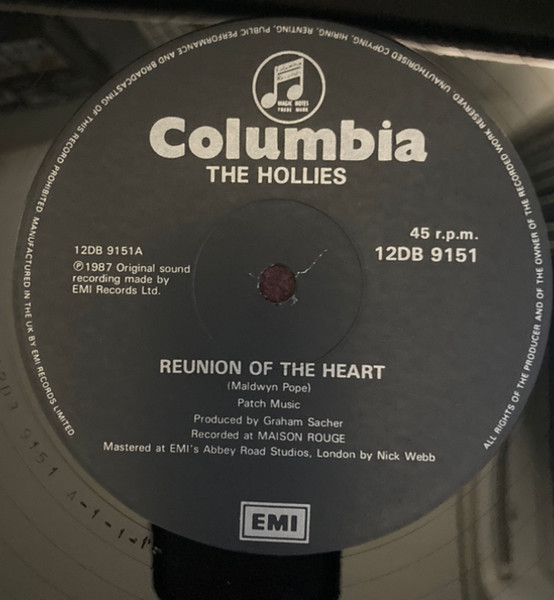 MAGIC NOTES
TRADE MARK
Columbia
THE HOLLIES
45 r.p.m.
12DB 9151
12DB 9151A
℗1987 Original sound
recording made by
EMI Records Ltd.
REUNION OF THE HEART
(Maldwyn Pope)
Patch Music
Produced by Graham Sacher
Recorded at MAISON ROUGE
Mastered at EMI's Abbey Road Studios, London by Nick Webb
EMI
ALL RIGHTS OF THE PRODUCER AND OF THE OWNER OF THE RECORDED WORK RESERVED. UNAUTHORISED COPYING, HIRING, RENTING, PUBLIC PERFORMANCE AND BROADCASTING OF THIS RECORD PROHIBITED. MANUFACTURED IN THE UK BY EMI RECORDS LIMITED
9151 A-1-1-